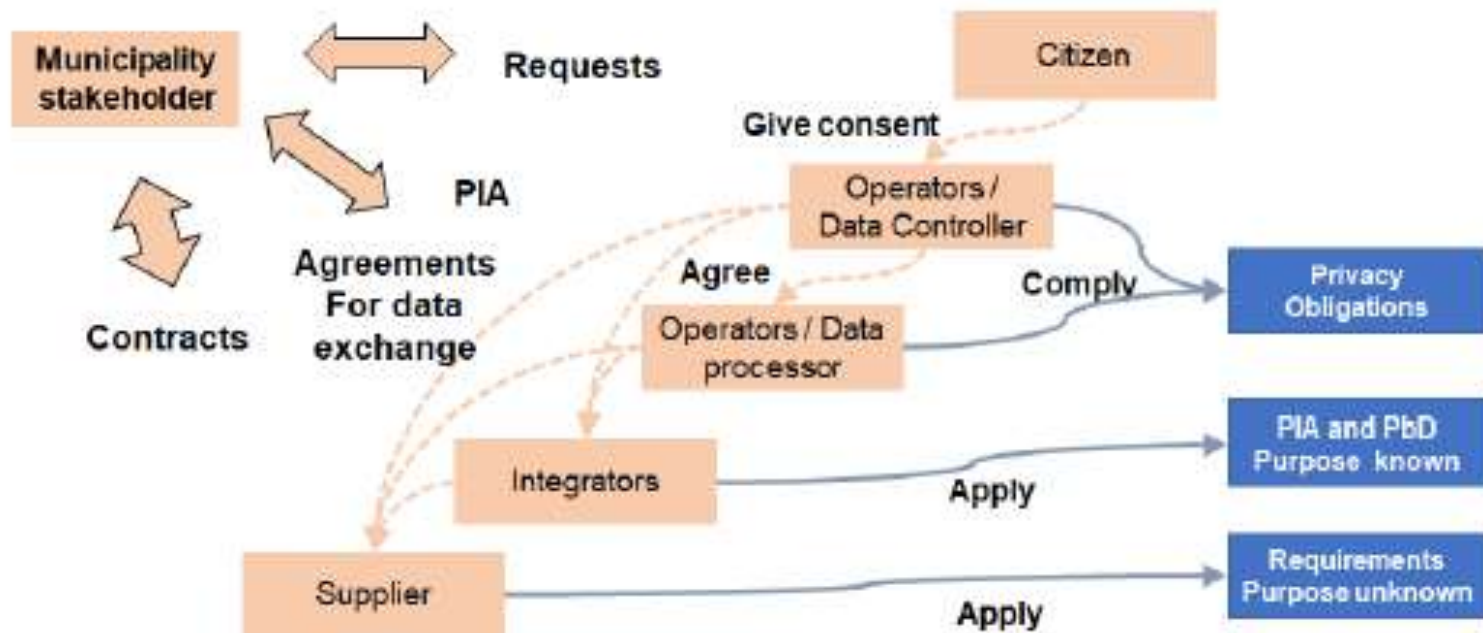 Municipality
stakeholder
Requests
Citizen
Give consent
PIA
Operators /
Data Controller
Agreements
For data
exchange
Contracts
Agree
Comply
Privacy
Obligations
Operators / Data
processor
PIA and PbD
Purpose known
Integrators
Apply
Requirements
Purpose unknown
Supplier
Apply